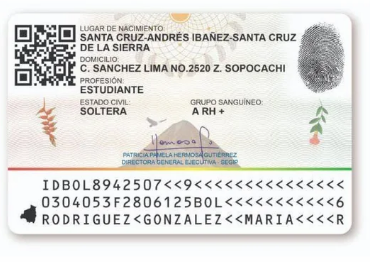 LUGAR DE NACIMIENTO:
SANTA CRUZ-ANDRÉS IBAÑEZ-SANTA CRUZ
DE LA SIERRA
DOMICILIO:
C. SANCHEZ LIMA NO.2520 Z. SOPOCACHI
PROFESIÓN:
ESTUDIANTE
ESTADO CIVIL: GRUPO SANGUÍNEO:
SOLTERA A RH +
PATRICIA PAMELA HERMOSA GUTIÉRREZ
DIRECTORA GENERAL EJECUTIVA - SEGIP
IDBOL8942507<<9<<<<<<<<<<<<<<<
0304053F2806125BOL<<<<<<<<<<<6
RODRIGUEZ<GONZALEZ<<MARIA<<<<R